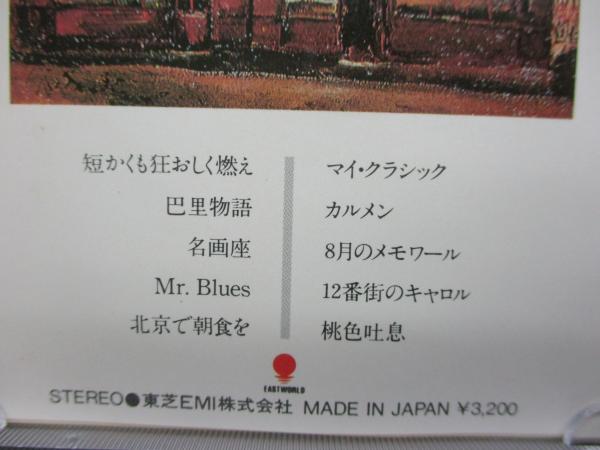 短かくも狂おしく燃え
巴里物語
名画座
Mr. Blues
北京で朝食を
マイ・クラシック
カルメン
8月のメモワール
12番街のキャロル
桃色吐息
EASTWORLD
STEREO●東芝EMI株式会社 MADE IN JAPAN ¥3,200